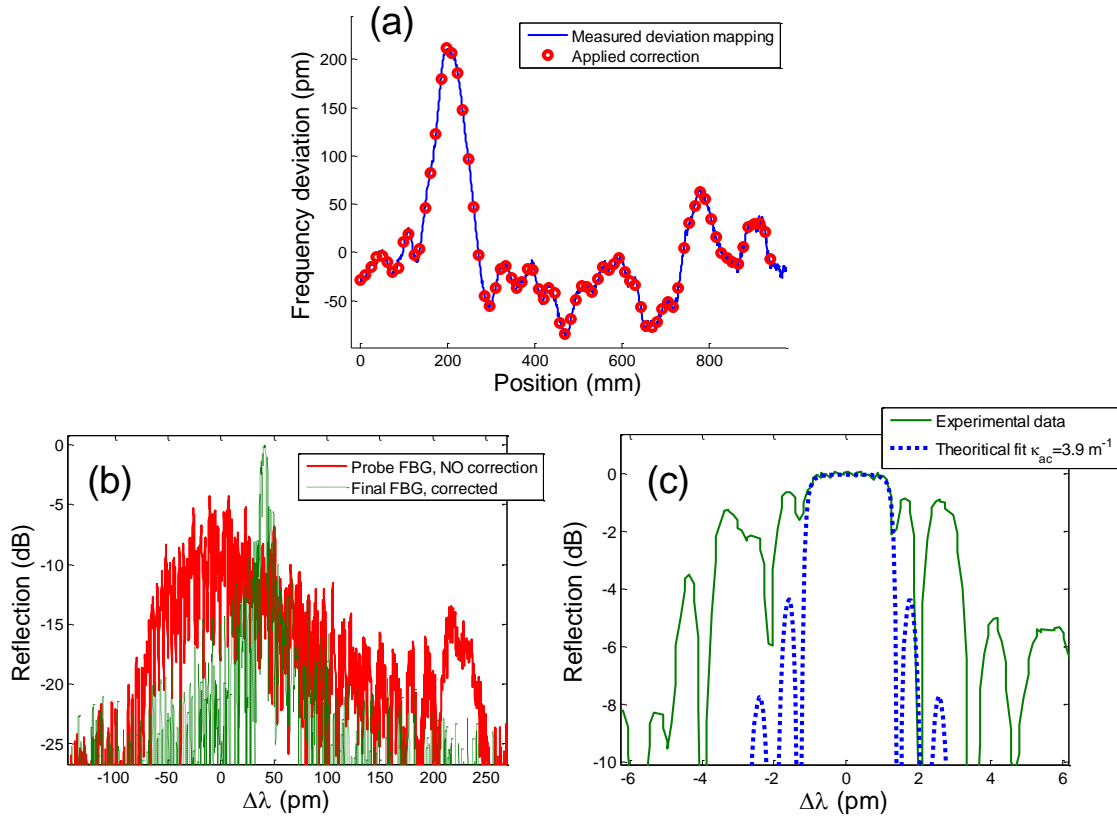 (a)
Measured deviation mapping
Applied correction
Frequency deviation (pm)
200
150
100
50
0
-50
0 200 400 600 800
Position (mm)
(b)
Probe FBG, NO correction
Final FBG, corrected
Reflection (dB)
0
-5
-10
-15
-20
-25
-100 -50 0 50 100 150 200 250
Δλ (pm)
Experimental data
Theoritical fit κac=3.9 m-1
(c)
Reflection (dB)
0
-2
-4
-6
-8
-10
-6 -4 -2 0 2 4 6
Δλ (pm)